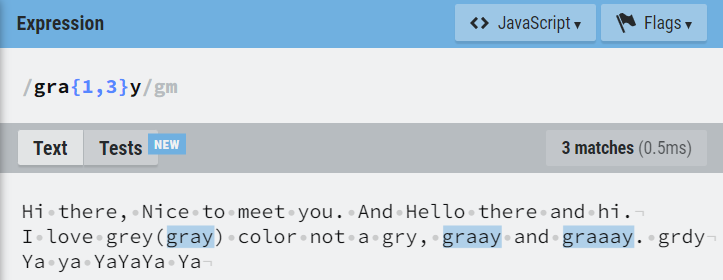 Expression
<> JavaScript ▾
Flags ▾
/gra{1,3}y/gm
Text
Tests
NEW
3 matches (0.5ms)
Hi there, Nice to meet you. And Hello there and hi.
I love grey(gray) color not a gry, graay and graaay. grdy
Ya ya YaYaYa Ya